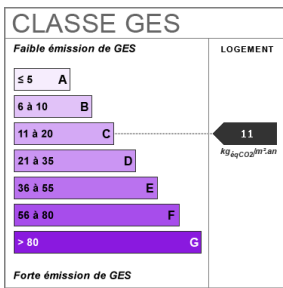 CLASSE GES
Faible émission de GES
LOGEMENT
≤ 5 A
6 à 10 B
11 à 20 C
11
kgéqCO2/m².an
21 à 35 D
36 à 55 E
56 à 80 F
> 80 G
Forte émission de GES